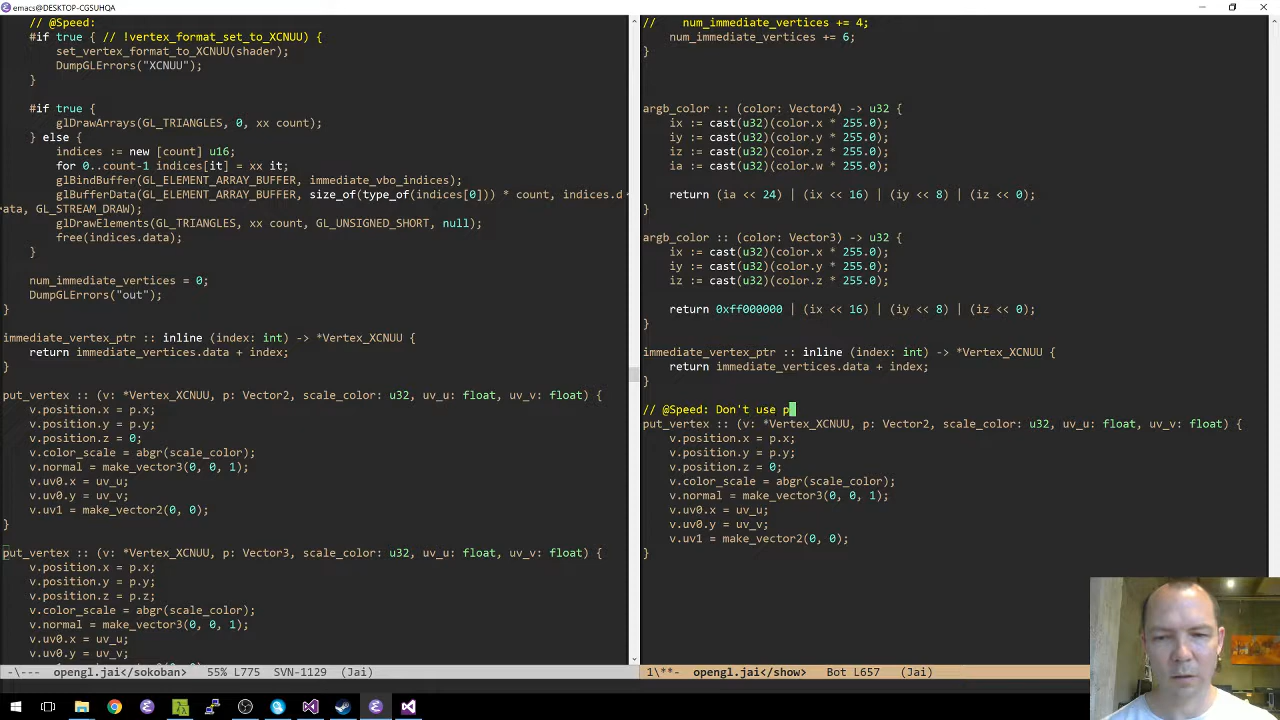 emacs@DESKTOP-CGSUHQA
// @Speed:
#if true { // !vertex_format_set_to_XCNUU) {
set_vertex_format_to_XCNUU(shader);
DumpGLErrors("XCNUU");
}
#if true {
glDrawArrays(GL_TRIANGLES, 0, xx count);
} else {
indices := new [count] u16;
for 0..count-1 indices[it] = xx it;
glBindBuffer(GL_ELEMENT_ARRAY_BUFFER, immediate_vbo_indices);
glBufferData(GL_ELEMENT_ARRAY_BUFFER, size_of(type_of(indices[0])) * count, indices.d
ata, GL_STREAM_DRAW);
glDrawElements(GL_TRIANGLES, xx count, GL_UNSIGNED_SHORT, null);
free(indices.data);
}
num_immediate_vertices = 0;
DumpGLErrors("out");
}
immediate_vertex_ptr :: inline (index: int) -> *Vertex_XCNUU {
return immediate_vertices.data + index;
}
put_vertex :: (v: *Vertex_XCNUU, p: Vector2, scale_color: u32, uv_u: float, uv_v: float) {
v.position.x = p.x;
v.position.y = p.y;
v.position.z = 0;
v.color_scale = abgr(scale_color);
v.normal = make_vector3(0, 0, 1);
v.uv0.x = uv_u;
v.uv0.y = uv_v;
v.uv1 = make_vector2(0, 0);
}
put_vertex :: (v: *Vertex_XCNUU, p: Vector3, scale_color: u32, uv_u: float, uv_v: float) {
v.position.x = p.x;
v.position.y = p.y;
v.position.z = p.z;
v.color_scale = abgr(scale_color);
v.normal = make_vector3(0, 0, 1);
v.uv0.x = uv_u;
v.uv0.y = uv_v;
-\--- opengl.jai</sokoban> 55% L775 SVN-1129 (Jai)
// num_immediate_vertices += 4;
num_immediate_vertices += 6;
}
argb_color :: (color: Vector4) -> u32 {
ix := cast(u32)(color.x * 255.0);
iy := cast(u32)(color.y * 255.0);
iz := cast(u32)(color.z * 255.0);
ia := cast(u32)(color.w * 255.0);
return (ia << 24) | (ix << 16) | (iy << 8) | (iz << 0);
}
argb_color :: (color: Vector3) -> u32 {
ix := cast(u32)(color.x * 255.0);
iy := cast(u32)(color.y * 255.0);
iz := cast(u32)(color.z * 255.0);
return 0xff000000 | (ix << 16) | (iy << 8) | (iz << 0);
}
immediate_vertex_ptr :: inline (index: int) -> *Vertex_XCNUU {
return immediate_vertices.data + index;
}
// @Speed: Don't use p
put_vertex :: (v: *Vertex_XCNUU, p: Vector2, scale_color: u32, uv_u: float, uv_v: float) {
v.position.x = p.x;
v.position.y = p.y;
v.position.z = 0;
v.color_scale = abgr(scale_color);
v.normal = make_vector3(0, 0, 1);
v.uv0.x = uv_u;
v.uv0.y = uv_v;
v.uv1 = make_vector2(0, 0);
}
1\**- opengl.jai</show> Bot L657 (Jai)